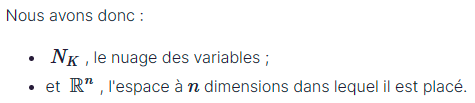 Nous avons donc :
• N_K , le nuage des variables ;
• et ℝⁿ , l'espace à n dimensions dans lequel il est placé.